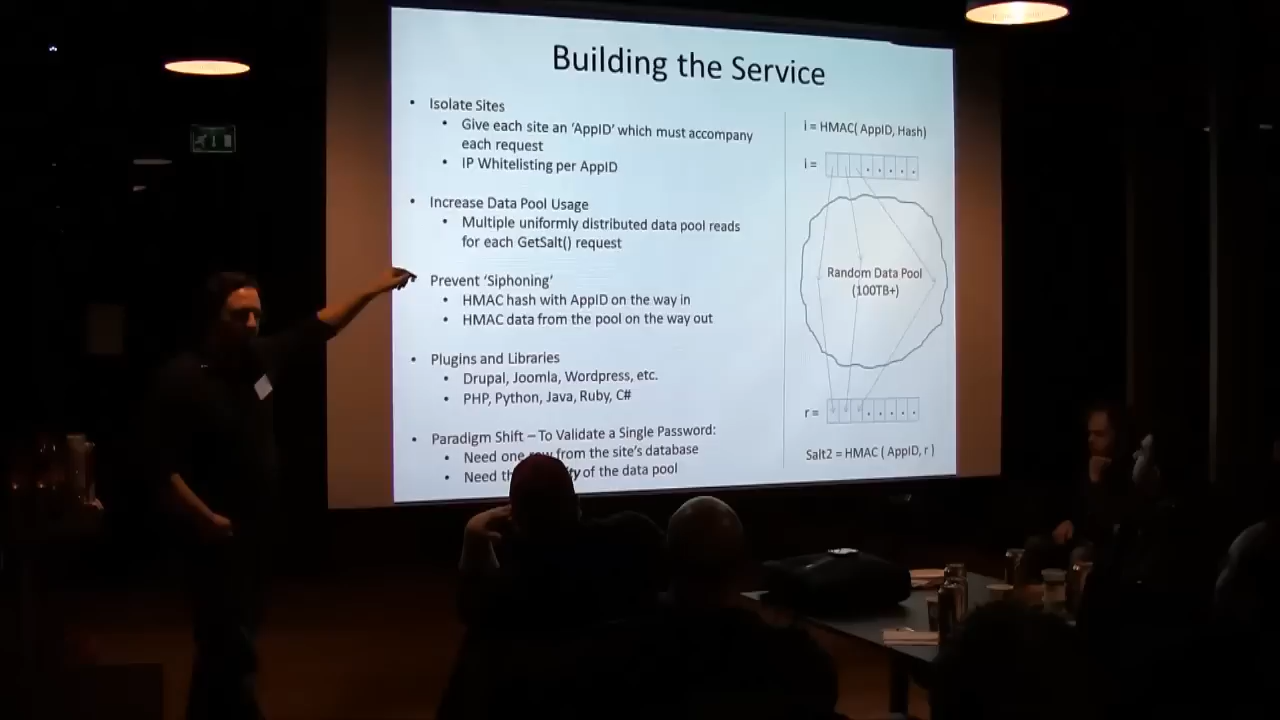 Building the Service
• Isolate Sites
• Give each site an 'AppID' which must accompany
each request
• IP Whitelisting per AppID
• Increase Data Pool Usage
• Multiple uniformly distributed data pool reads
for each GetSalt() request
• Prevent 'Siphoning'
• HMAC hash with AppID on the way in
• HMAC data from the pool on the way out
• Plugins and Libraries
• Drupal, Joomla, Wordpress, etc.
• PHP, Python, Java, Ruby, C#
• Paradigm Shift – To Validate a Single Password:
• Need one from the site's database
• Need of the data pool
i = HMAC( AppID, Hash)
i =
Random Data Pool
(100TB+)
r =
Salt2 = HMAC ( AppID, r )